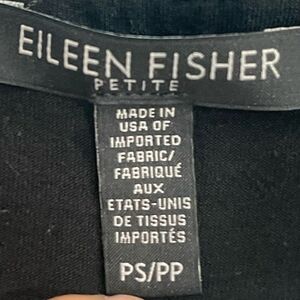 EILEEN FISHER
PETITE
MADE IN
USA OF
IMPORTED
FABRIC/
FABRIQUÉ
AUX
ETATS-UNIS
DE TISSUS
IMPORTÉS
PS/PP